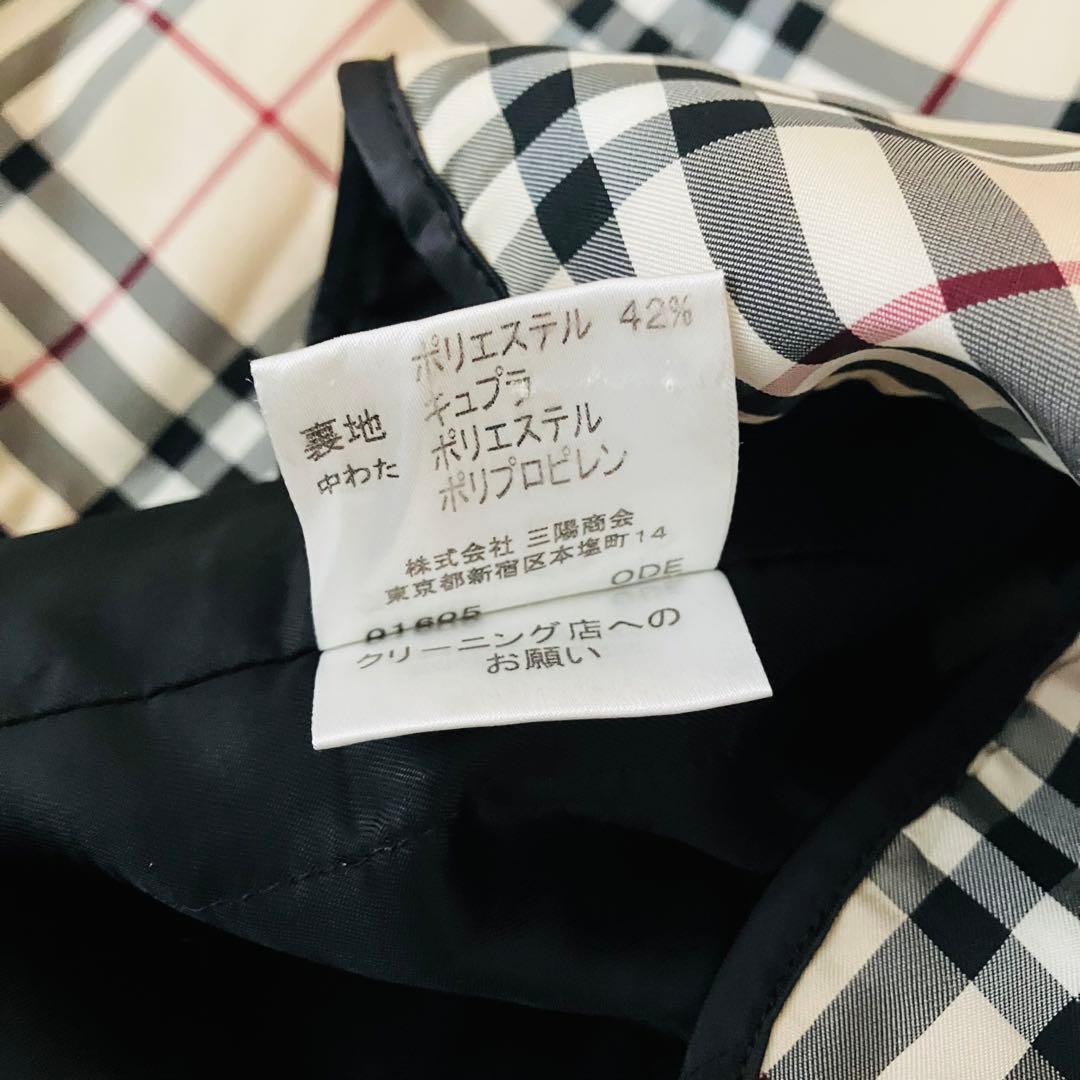 ポリエステル 42%
裏地 キュプラ
中わた ポリエステル
ポリプロピレン
株式会社 三陽商会
東京都新宿区本塩町14
01605 ODE
クリーニング店への
お願い